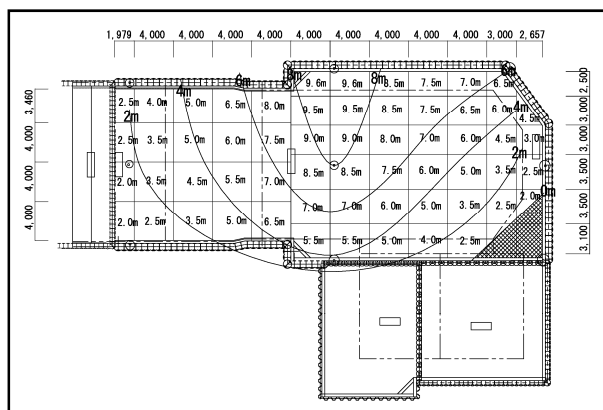 1,979 4,000 4,000 4,000 4,000 4,000 4,000 4,000 4,000 3,000 2,657
8m 9.6m 9.6m 8.5m 8m 7.5m 7.0m 6.5m 6m 2,500
3,460 2.5m 4.0m 4m 5.0m 6m 6.5m 8.0m 9.5m 9.5m 8.5m 7.5m 6.5m 6.0m 4m 4.5m 3,000
2m
4,000 2.5m 3.5m 5.0m 6.0m 7.5m 9.0m 9.0m 8.0m 7.0m 6.0m 4.5m 3.0m 3,000
2m
4,000 2.0m 3.5m 4.5m 5.5m 7.0m 8.5m 8.5m 7.5m 6.0m 5.0m 3.5m 2.5m 3,500
0m
4,000 2.0m 2.5m 3.5m 5.0m 6.5m 7.0m 7.0m 6.0m 5.0m 3.5m 2.5m 2.0m 3,500
5.5m 5.5m 5.0m 4.0m 2.5m 3,100